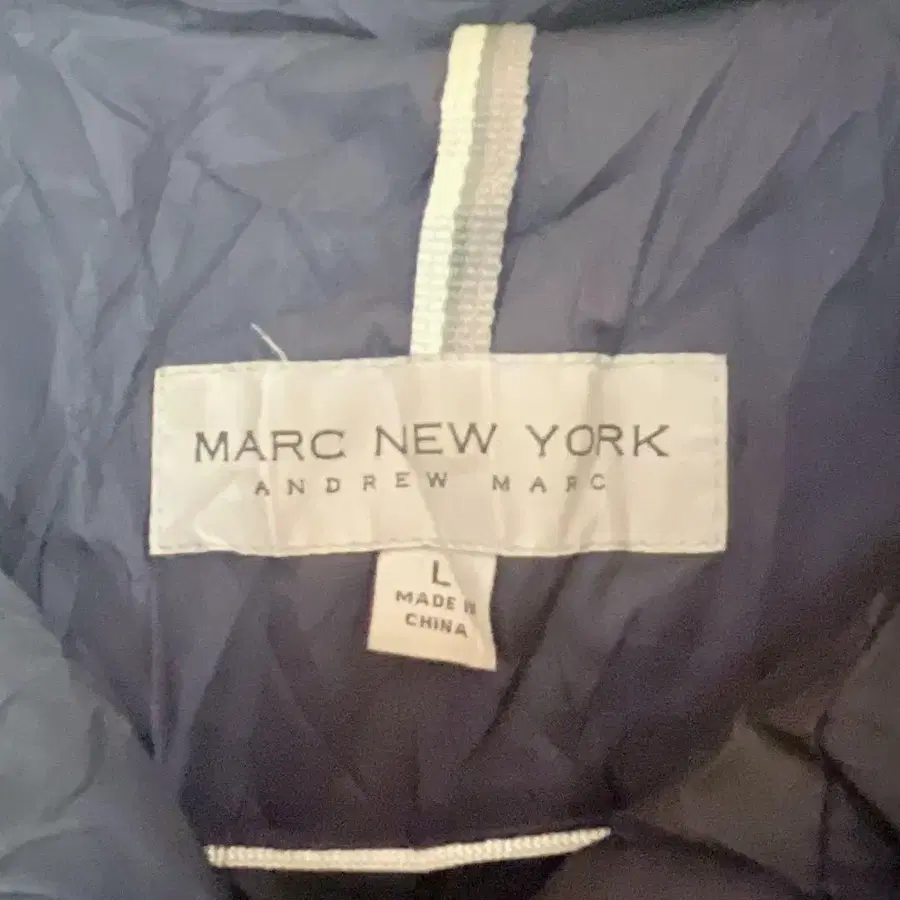 MARC NEW YORK
ANDREW MARC
L
MADE IN
CHINA